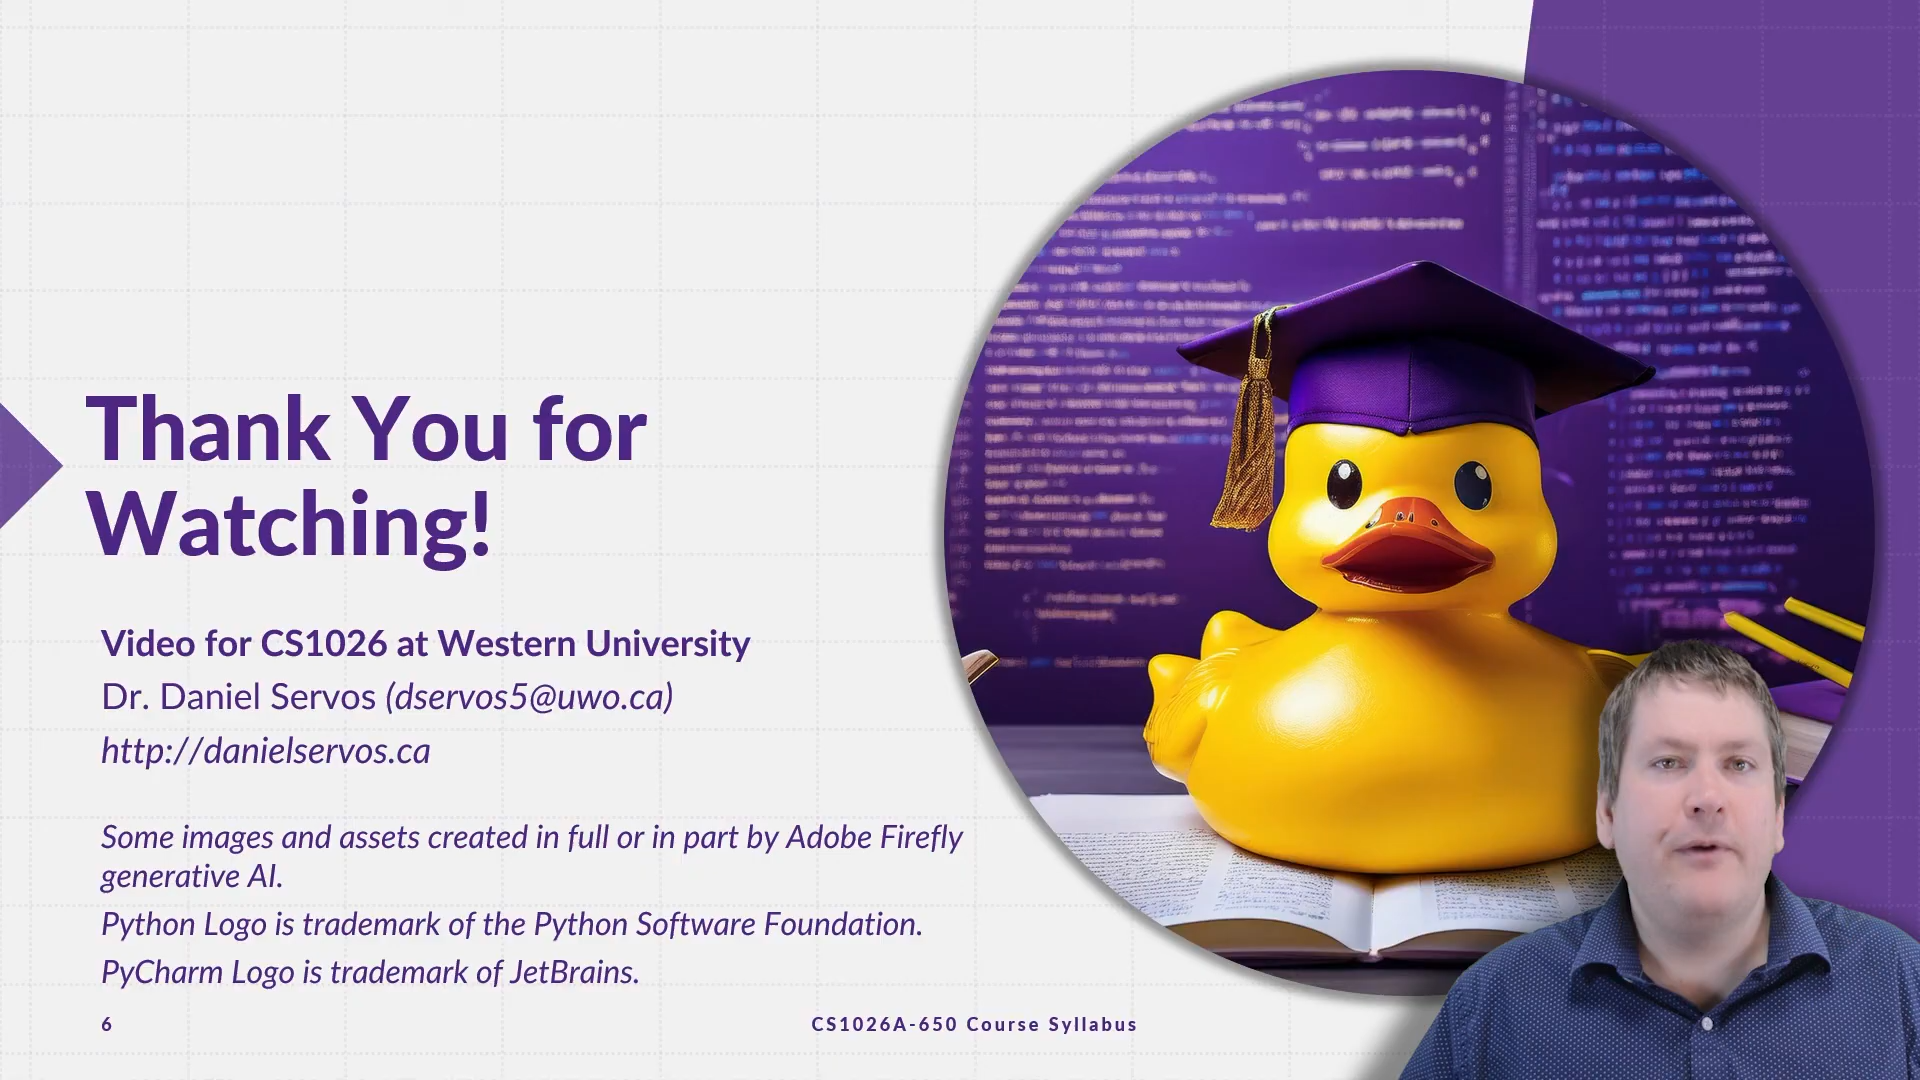 Thank You for
Watching!
Video for CS1026 at Western University
Dr. Daniel Servos (dservos5@uwo.ca)
http://danielservos.ca
Some images and assets created in full or in part by Adobe Firefly
generative AI.
Python Logo is trademark of the Python Software Foundation.
PyCharm Logo is trademark of JetBrains.
6
CS1026A-650 Course Syllabus